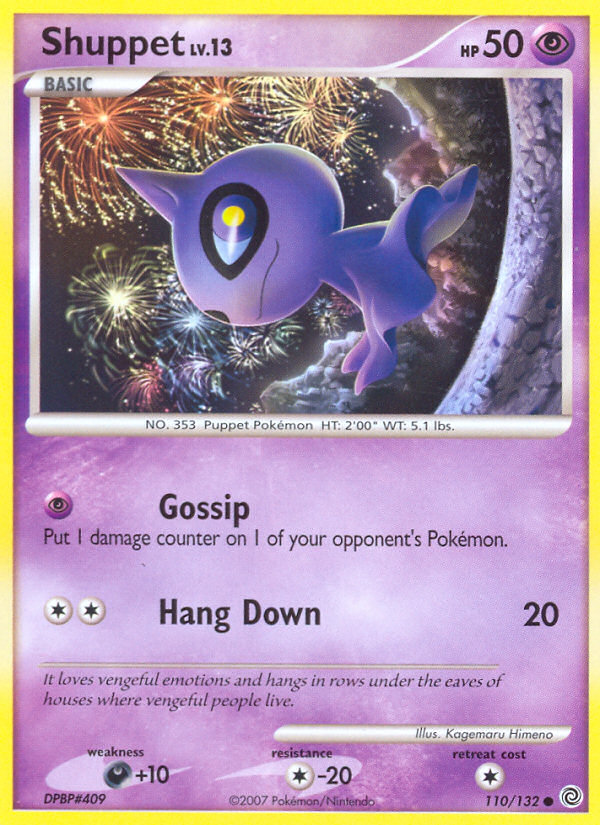 Shuppet LV.13 HP 50
BASIC
NO. 353 Puppet Pokémon HT: 2'00" WT: 5.1 lbs.
Gossip
Put 1 damage counter on 1 of your opponent's Pokémon.
Hang Down 20
It loves vengeful emotions and hangs in rows under the eaves of
houses where vengeful people live.
Illus. Kagemaru Himeno
weakness resistance retreat cost
+10 -20
DPBP#409 ©2007 Pokémon/Nintendo 110/132